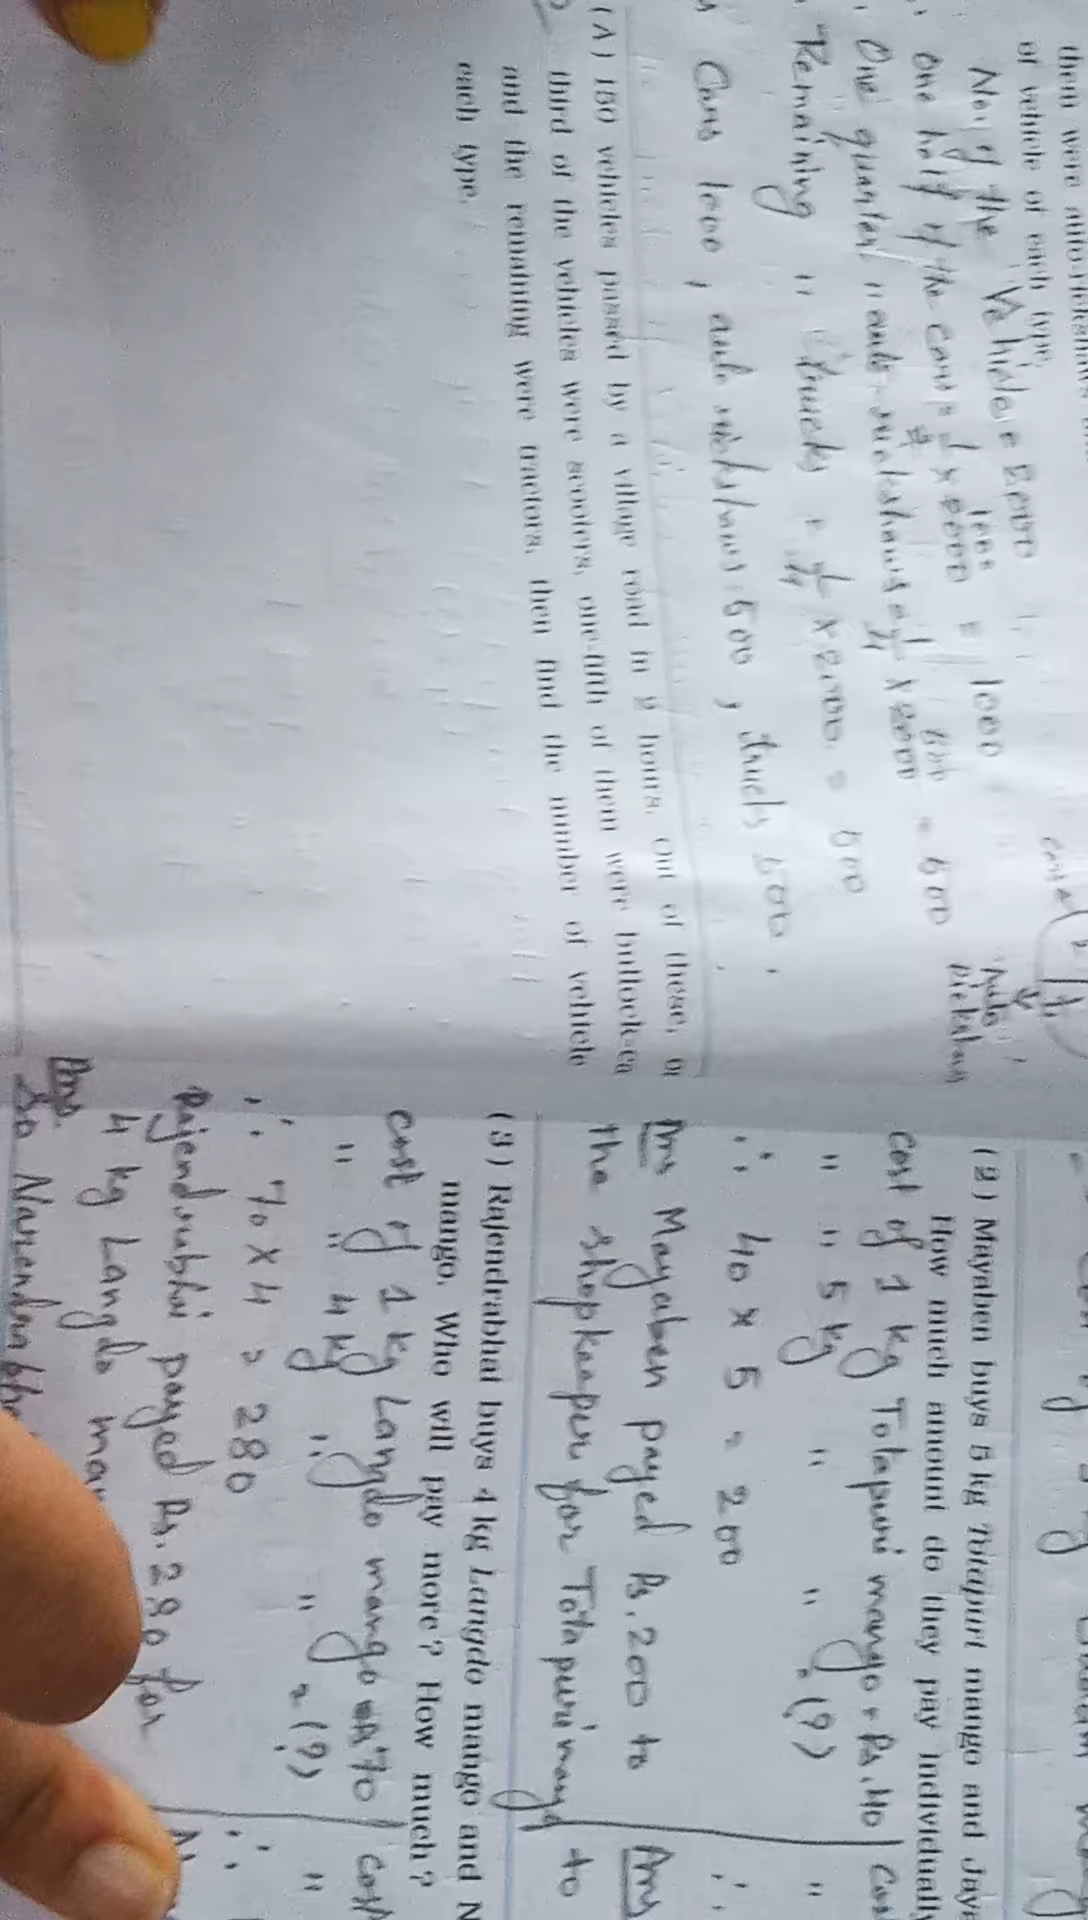 them were auto-ricksha
of vehicle of each type.
No. of the Vehicles = 2000
One half of the cars = 1/2 × 2000 = 1000
One quarter " auto-rickshaws = 1/4 × 2000 = 500
Remaining " trucks = 1/4 × 2000 = 500
Cars 1000, auto rickshaws 500, trucks 500.
(A) 180 vehicles passed by a village road in 2 hours. Out of these, o
third of the vehicles were scooters, one-fifth of them were bullock-ca
and the remaining were tractors, then find the number of vehicle
each type.
(2) Mayaben buys 5 kg Totapuri mango and Jaya
How much amount do they pay individually
Cost of 1 kg Totapuri mango = Rs. 40
" " 5 kg " " = (?)
∴ 40 × 5 = 200
Ans Mayaben payed Rs. 200 to
the shopkeaper for Totapuri mango
(3) Rajendrabhai buys 4 kg Langdo mango and N
mango. Who will pay more? How much?
Cost of 1 kg Langdo mango = 70
" " 4 kg " " = (?)
∴ 70 × 4 = 280
Rajendrabhai payed Rs. 280 for
4 kg Langdo man
Ans.
Cos
"
∴
Ans
to
Cost
"
∴